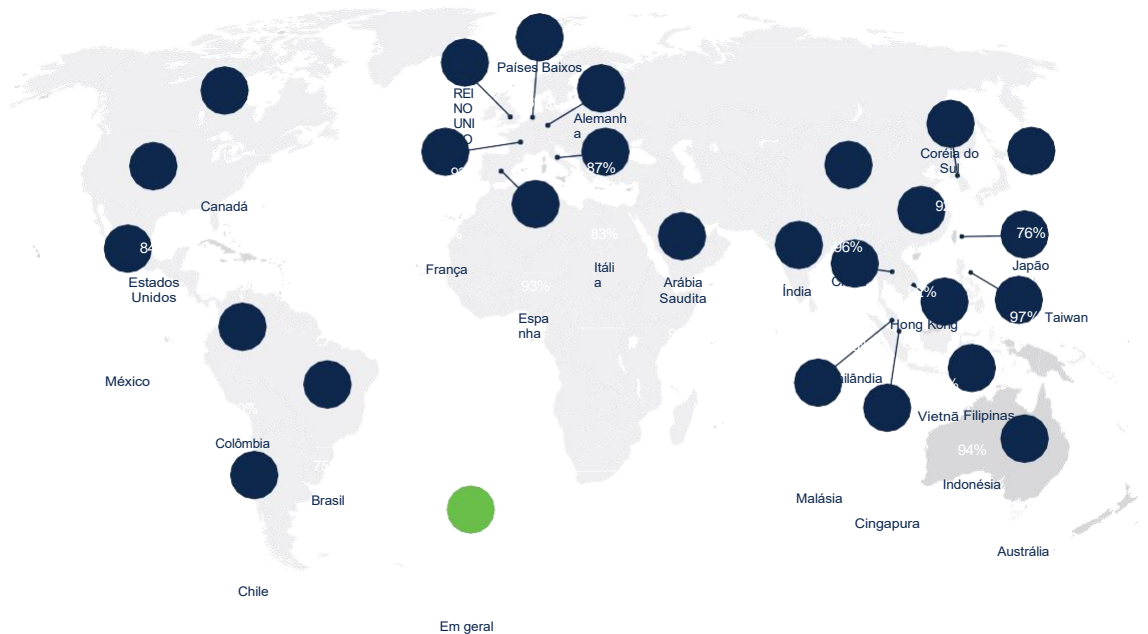 Países Baixos
REI
NO
UNI
O
Alemanh
a
87%
Coréia do
Sul
Canadá
84
83%
96%
76%
Japão
França
Itáli
a
Estados
Unidos
93%
Arábia
Saudita
Índia
Espa
nha
Hong Kong
97%
Taiwan
México
ilândia
Vietnã
Filipinas
Colômbia
94%
Brasil
Indonésia
Malásia
Cingapura
Austrália
Chile
Em geral